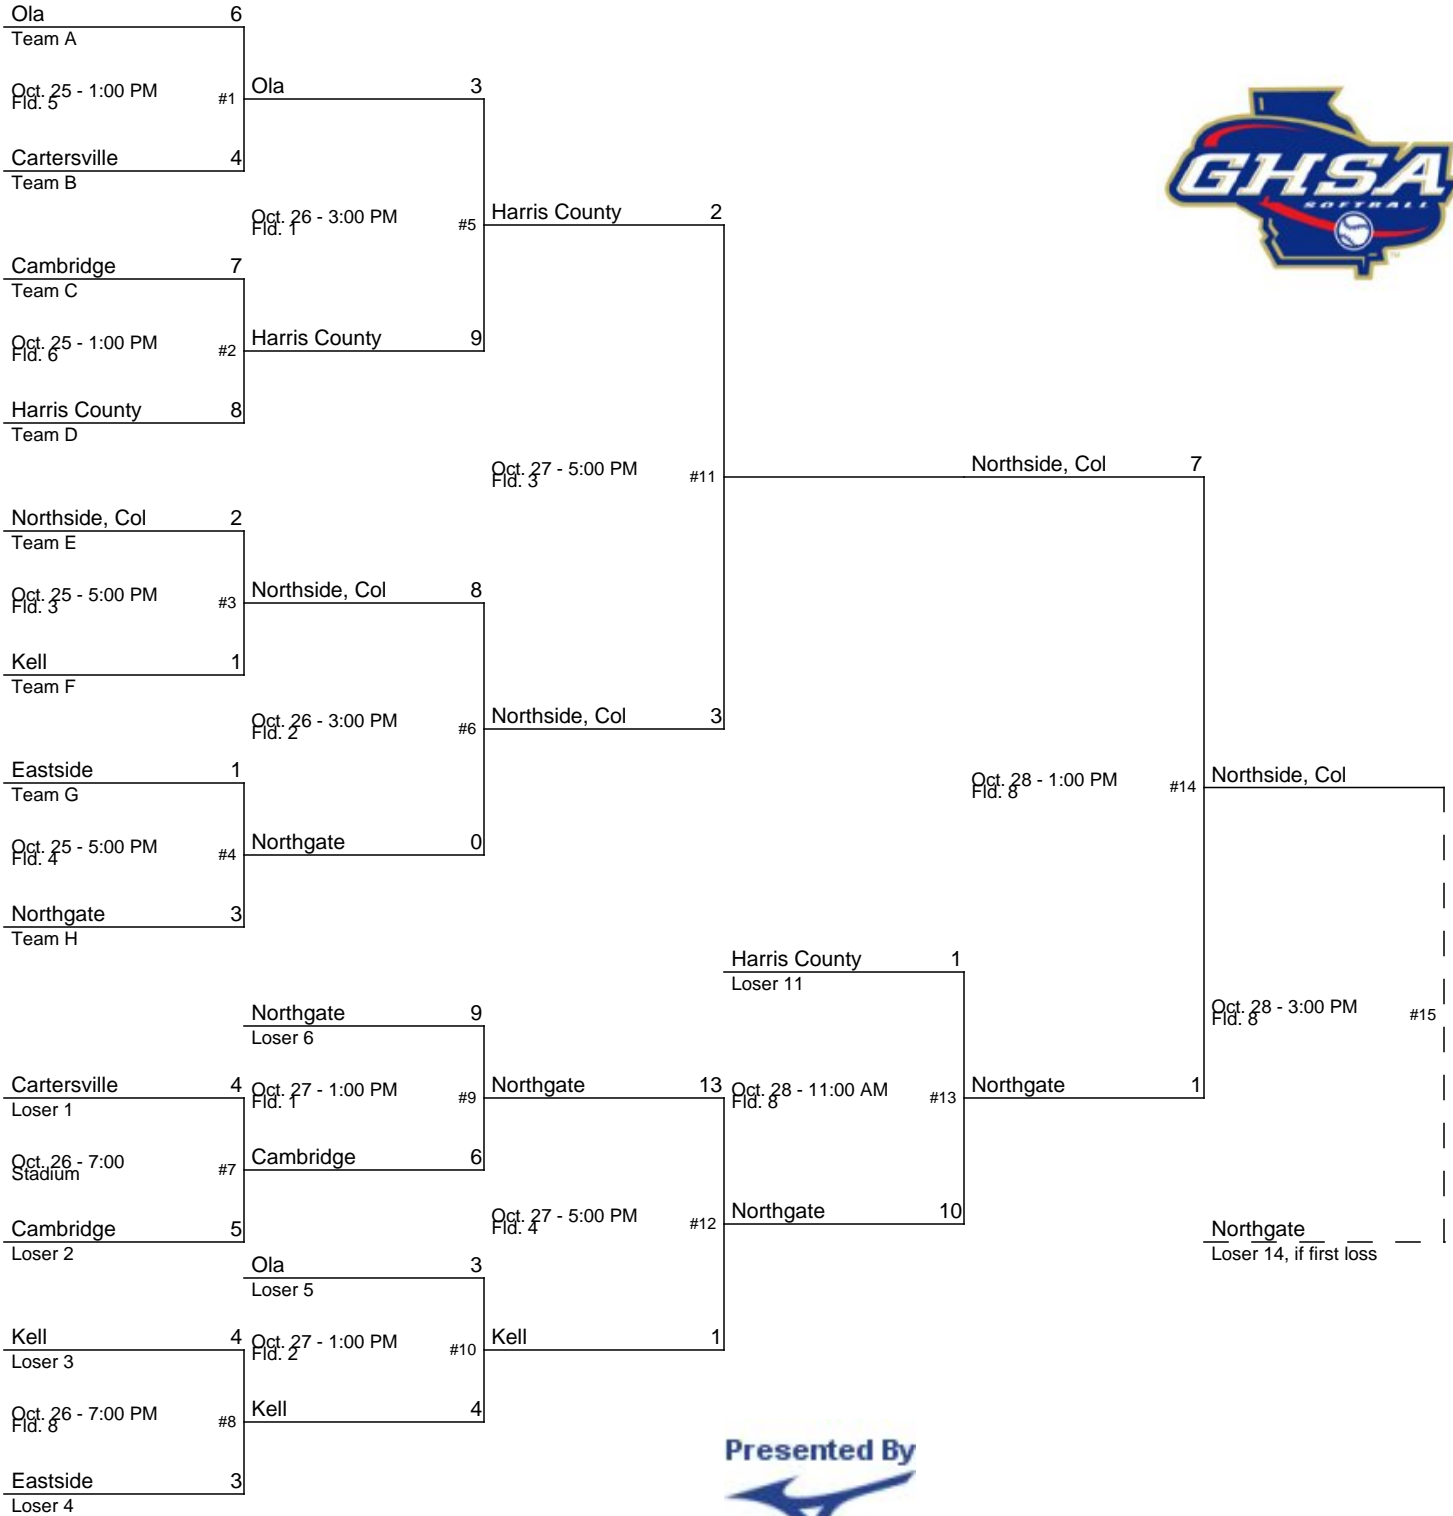 Ola 6
Team A
Oct. 25 - 1:00 PM
Fld. 5
#1
Cartersville 4
Team B
Cambridge 7
Team C
Oct. 25 - 1:00 PM
Fld. 6
#2
Harris County 8
Team D
Northside, Col 2
Team E
Oct. 25 - 5:00 PM
Fld. 3
#3
Kell 1
Team F
Eastside 1
Team G
Oct. 25 - 5:00 PM
Fld. 4
#4
Northgate 3
Team H
Ola 3
Oct. 26 - 3:00 PM
Fld. 1
#5
Harris County 9
Northside, Col 8
Oct. 26 - 3:00 PM
Fld. 2
#6
Northgate 0
Harris County 2
Oct. 27 - 5:00 PM
Fld. 3
#11
Northside, Col 3
Cartersville 4
Loser 1
Oct. 26 - 7:00
Stadium
#7
Cambridge 5
Loser 2
Kell 4
Loser 3
Oct. 26 - 7:00 PM
Fld. 8
#8
Eastside 3
Loser 4
Northgate 9
Loser 6
Oct. 27 - 1:00 PM
Fld. 1
#9
Cambridge 6
Ola 3
Loser 5
Oct. 27 - 1:00 PM
Fld. 2
#10
Kell 4
Northgate 13
Oct. 27 - 5:00 PM
Fld. 4
#12
Kell 1
Harris County 1
Loser 11
Oct. 28 - 11:00 AM
Fld. 8
#13
Northgate 10
Northside, Col 7
Oct. 28 - 1:00 PM
Fld. 8
#14
Northgate 1
Northside, Col
Oct. 28 - 3:00 PM
Fld. 8
#15
Northgate
Loser 14, if first loss
GHSA
SOFTBALL
TM
Presented By